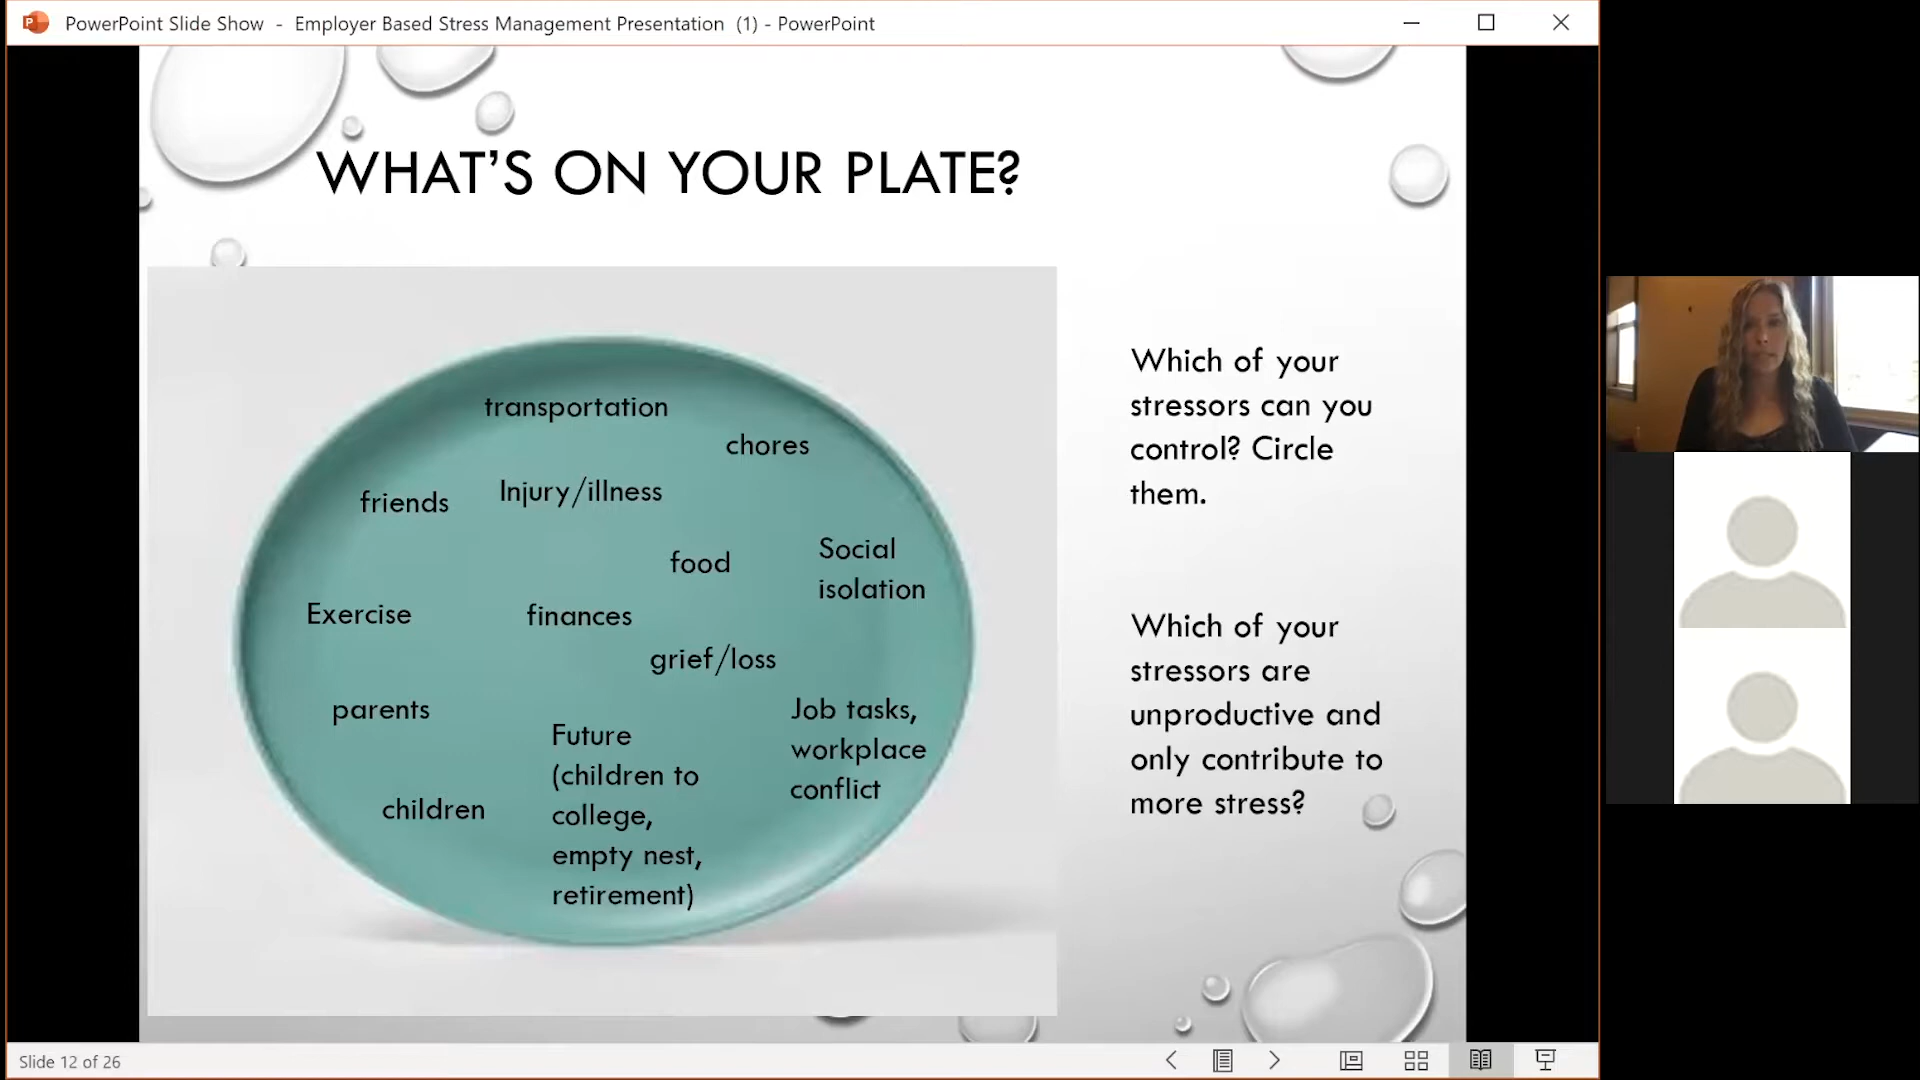 PowerPoint Slide Show - Employer Based Stress Management Presentation (1) - PowerPoint
WHAT'S ON YOUR PLATE?
transportation
chores
friends
Injury/illness
food
Social
isolation
Exercise
finances
grief/loss
parents
Job tasks,
workplace
conflict
Future
(children to
college,
empty nest,
retirement)
children
Which of your
stressors can you
control? Circle
them.
Which of your
stressors are
unproductive and
only contribute to
more stress?
Slide 12 of 26